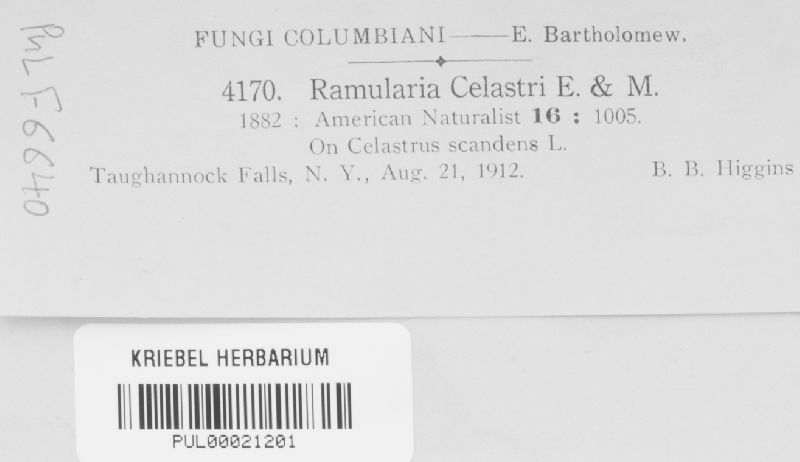 FUNGI COLUMBIANI——E. Bartholomew.
4170. Ramularia Celastri E. & M.
1882 : American Naturalist 16 : 1005.
On Celastrus scandens L.
Taughannock Falls, N. Y., Aug. 21, 1912. B. B. Higgins
PUL F-6640
KRIEBEL HERBARIUM
PUL00021201